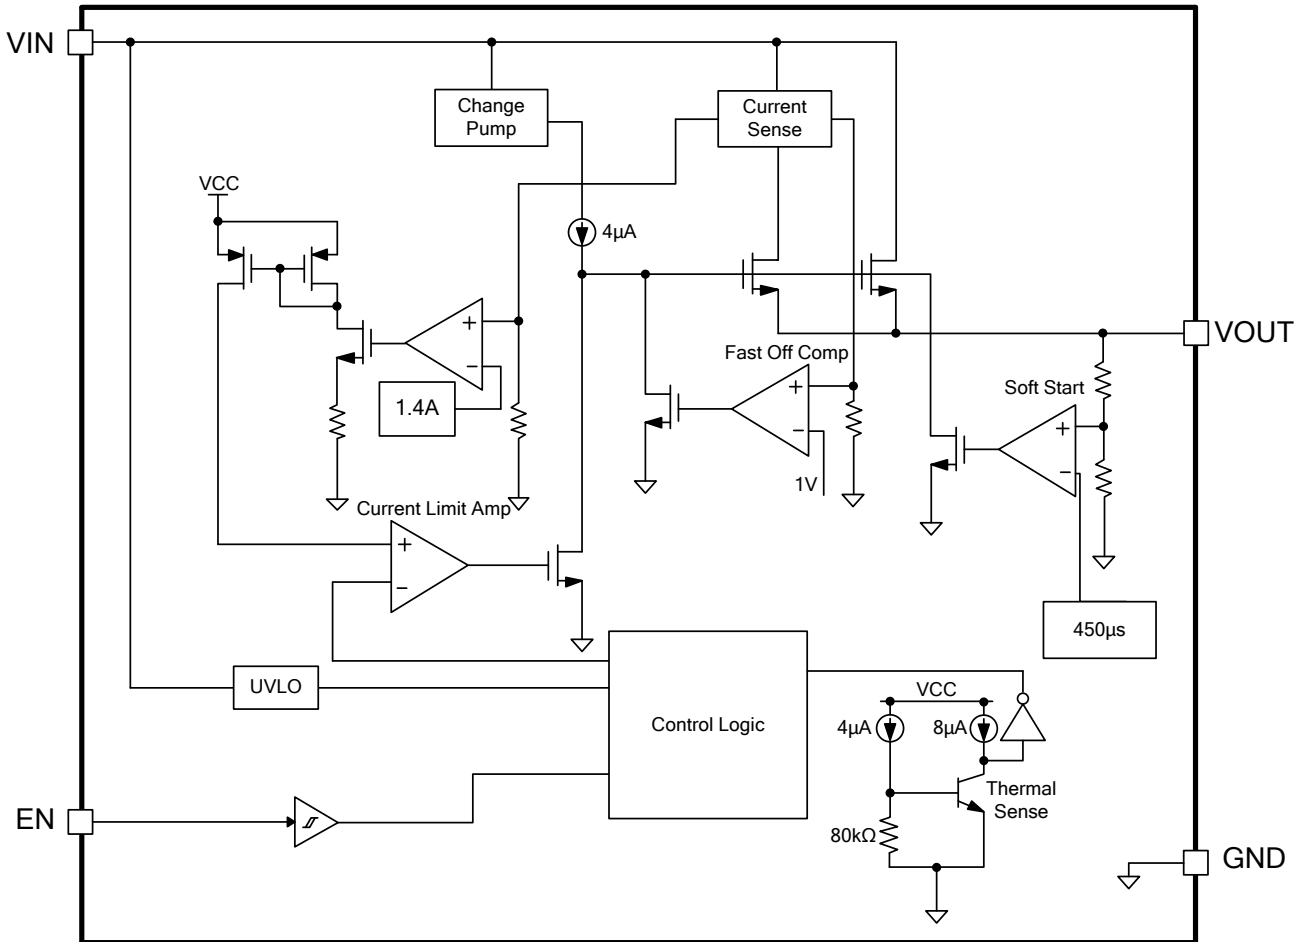 VIN
Change
Pump
Current
Sense
VCC
4µA
+
−
1.4A
Fast Off Comp
+
−
1V
VOUT
Soft Start
+
−
450µs
Current Limit Amp
+
−
UVLO
Control Logic
VCC
4µA
8µA
Thermal
Sense
80kΩ
EN
GND